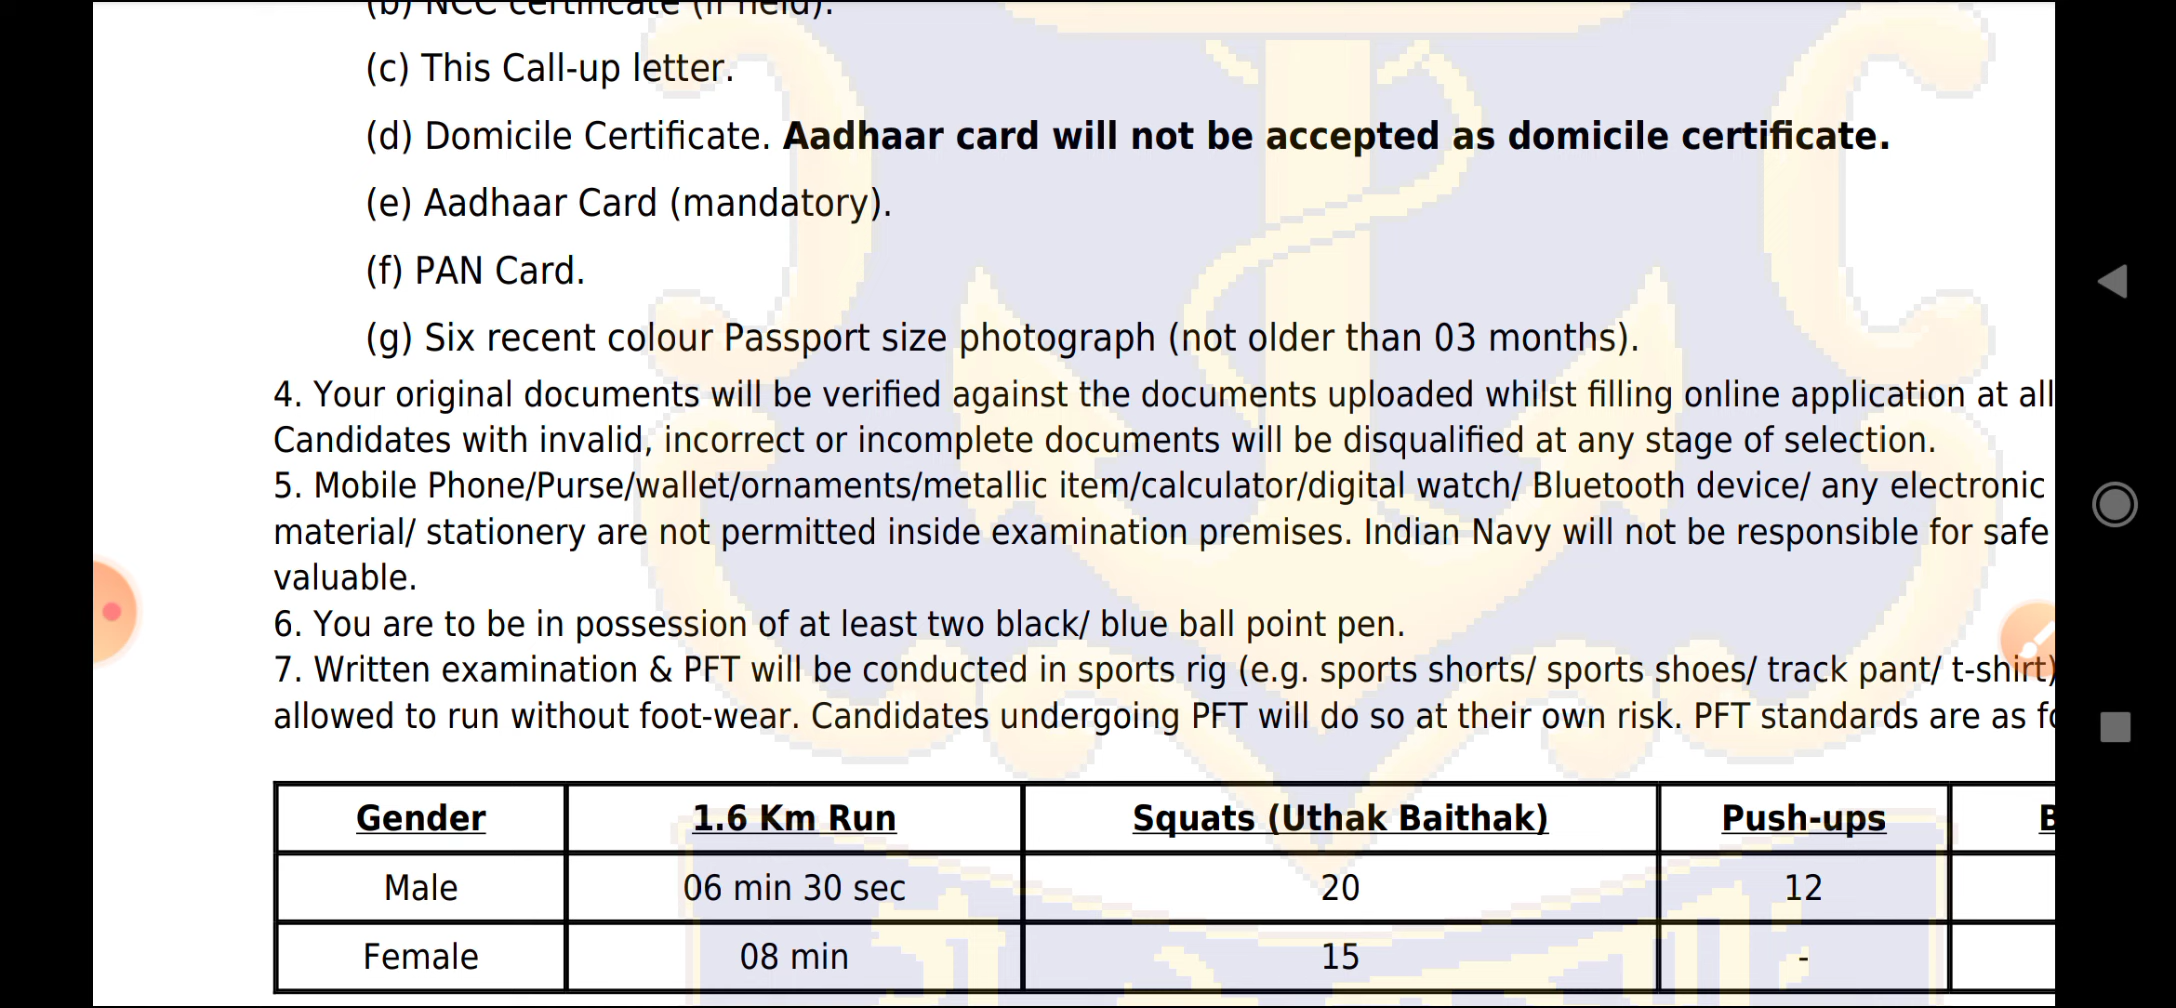 (b) NCC certificate (if held).
(c) This Call-up letter.
(d) Domicile Certificate. Aadhaar card will not be accepted as domicile certificate.
(e) Aadhaar Card (mandatory).
(f) PAN Card.
(g) Six recent colour Passport size photograph (not older than 03 months).
4. Your original documents will be verified against the documents uploaded whilst filling online application at all
Candidates with invalid, incorrect or incomplete documents will be disqualified at any stage of selection.
5. Mobile Phone/Purse/wallet/ornaments/metallic item/calculator/digital watch/ Bluetooth device/ any electronic
material/ stationery are not permitted inside examination premises. Indian Navy will not be responsible for safe
valuable.
6. You are to be in possession of at least two black/ blue ball point pen.
7. Written examination & PFT will be conducted in sports rig (e.g. sports shorts/ sports shoes/ track pant/ t-shirt)
allowed to run without foot-wear. Candidates undergoing PFT will do so at their own risk. PFT standards are as
Gender 1.6 Km Run Squats (Uthak Baithak) Push-ups
Male 06 min 30 sec 20 12
Female 08 min 15 -